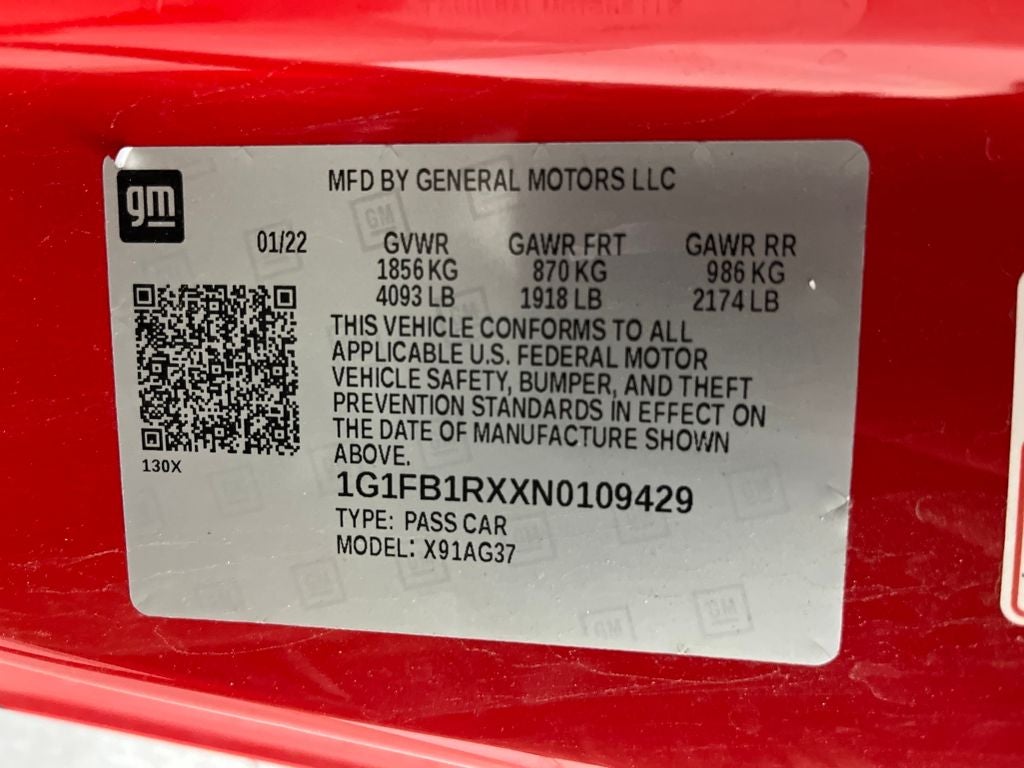 gm
MFD BY GENERAL MOTORS LLC
01/22 GVWR GAWR FRT GAWR RR
1856 KG 870 KG 986 KG
4093 LB 1918 LB 2174 LB
THIS VEHICLE CONFORMS TO ALL
APPLICABLE U.S. FEDERAL MOTOR
VEHICLE SAFETY, BUMPER, AND THEFT
PREVENTION STANDARDS IN EFFECT ON
THE DATE OF MANUFACTURE SHOWN
ABOVE.
130X
1G1FB1RXXN0109429
TYPE: PASS CAR
MODEL: X91AG37